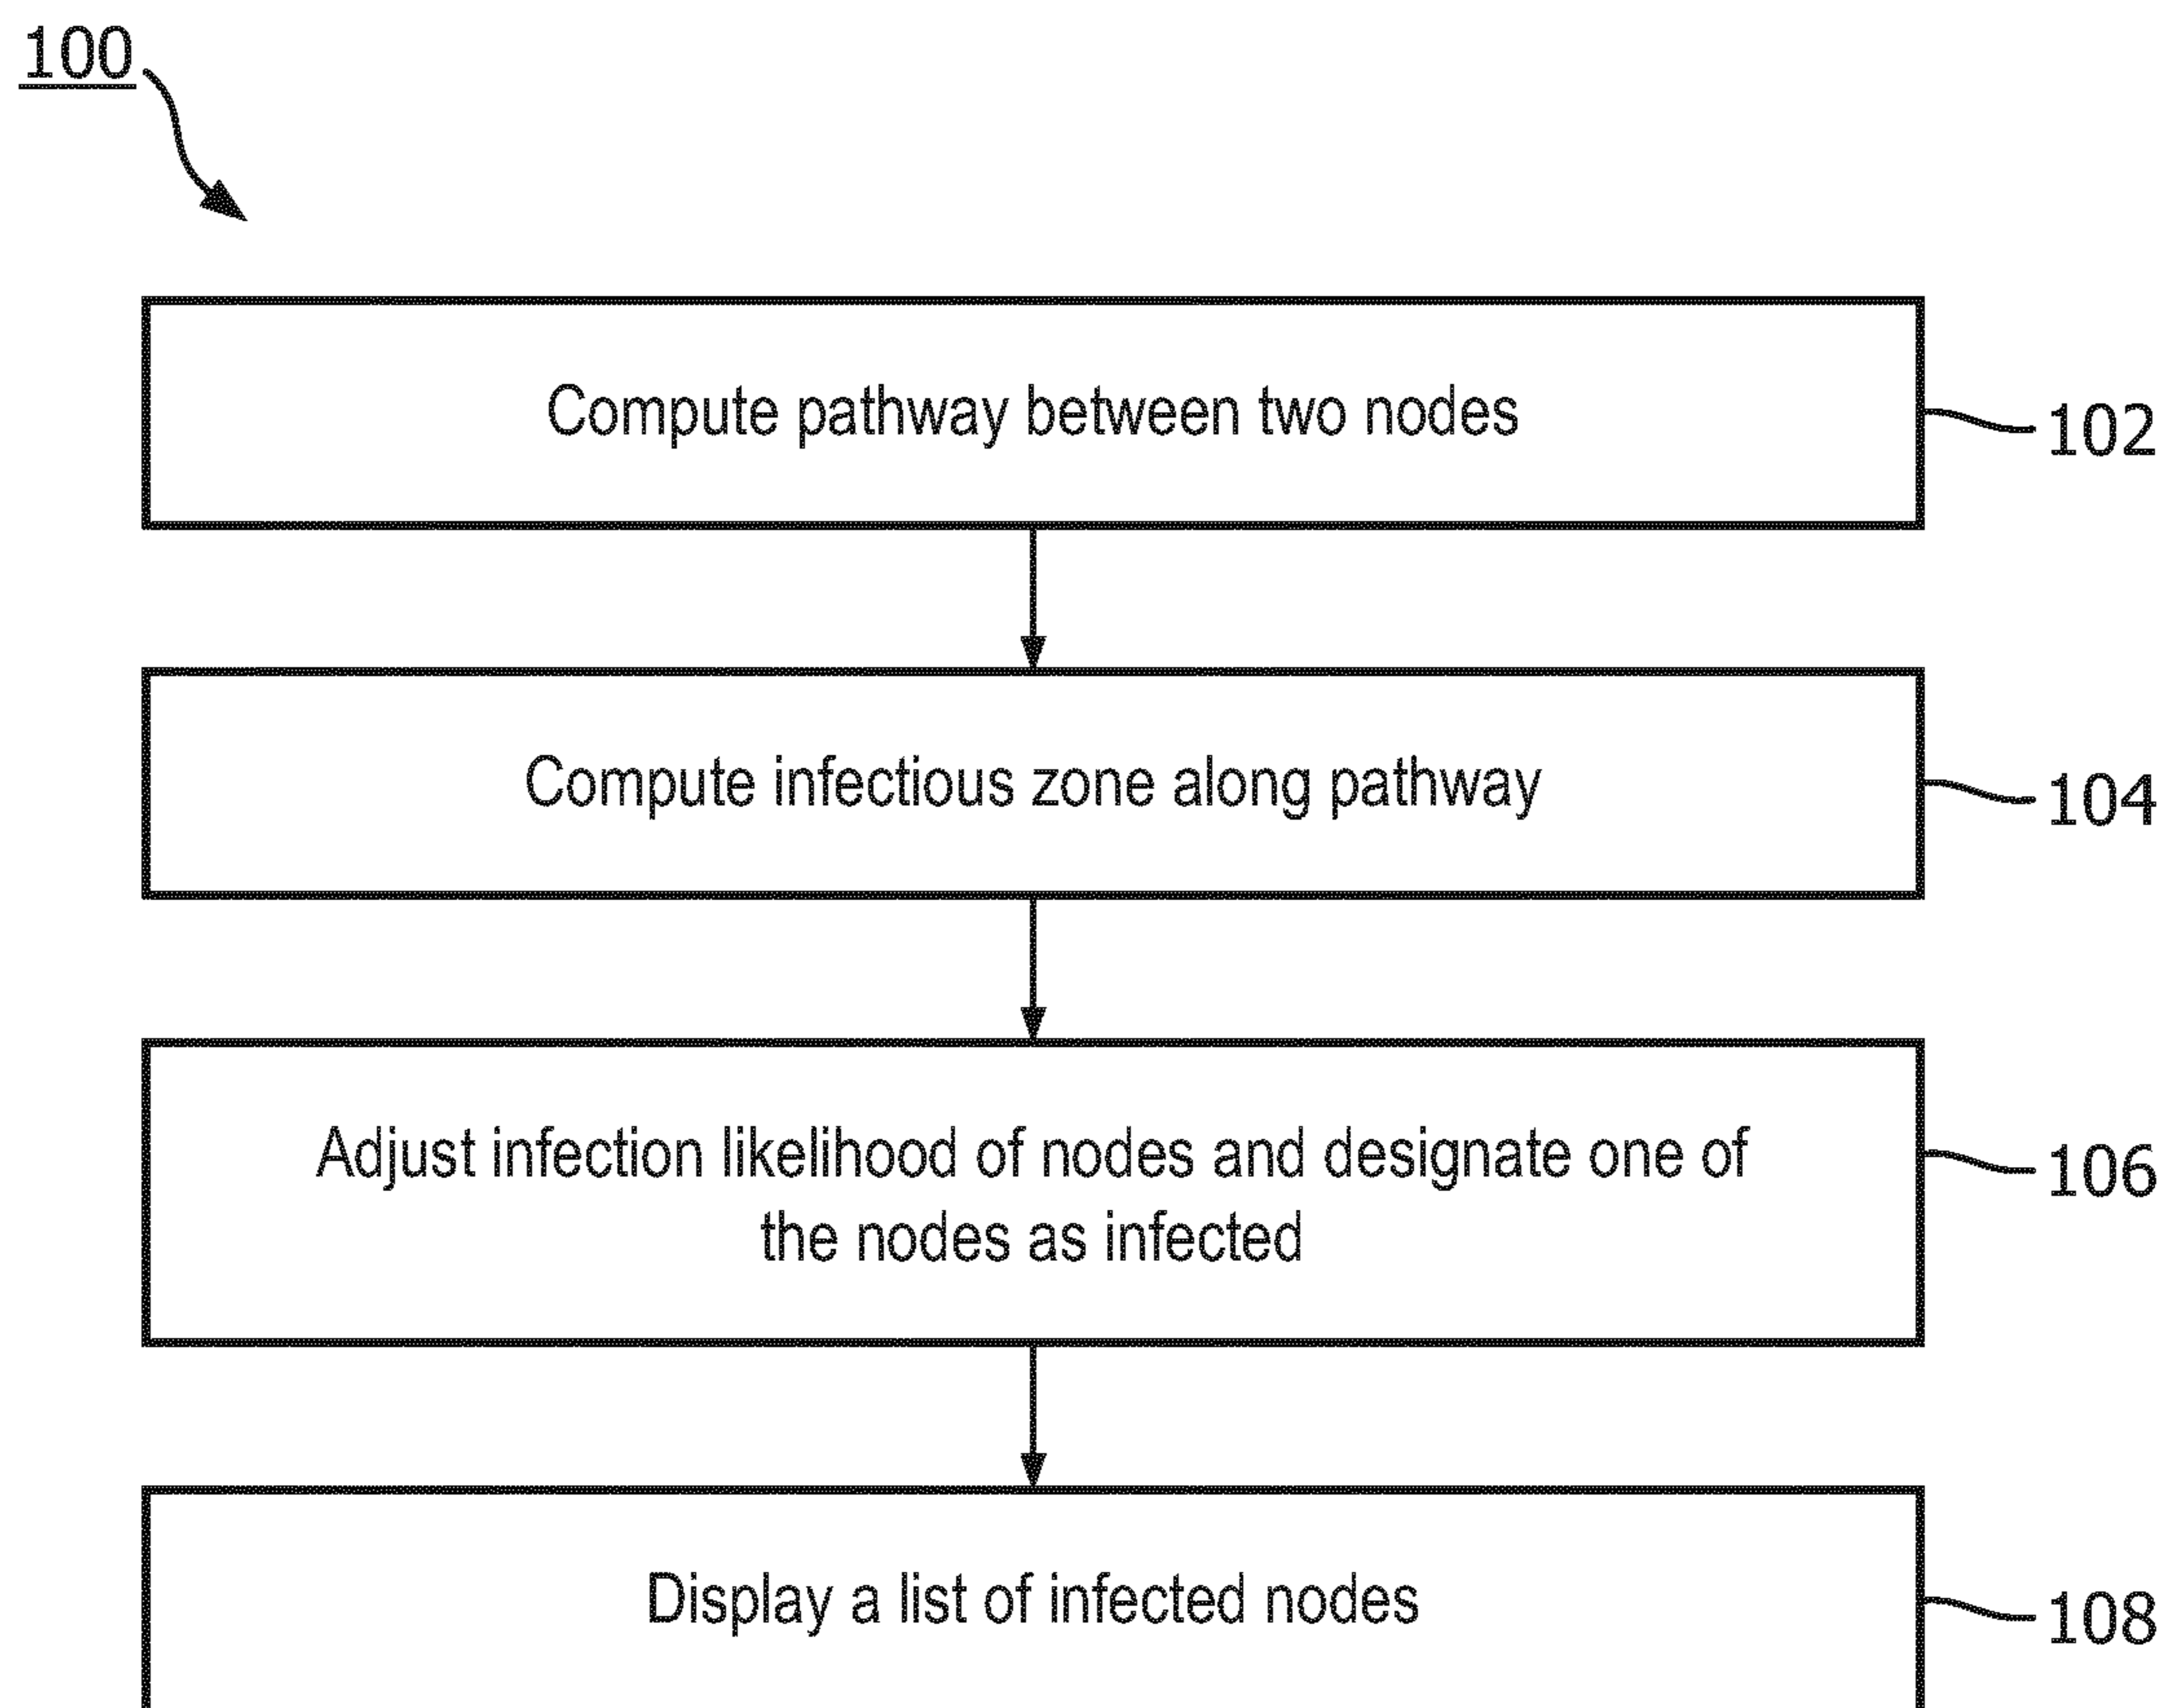 100
Compute pathway between two nodes
102
Compute infectious zone along pathway
104
Adjust infection likelihood of nodes and designate one of
the nodes as infected
106
Display a list of infected nodes
108